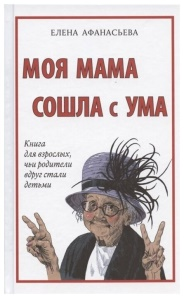 ЕЛЕНА АФАНАСЬЕВА
МОЯ МАМА
СОШЛА С УМА
Книга
для взрослых,
чьи родители
вдруг стали
детьми